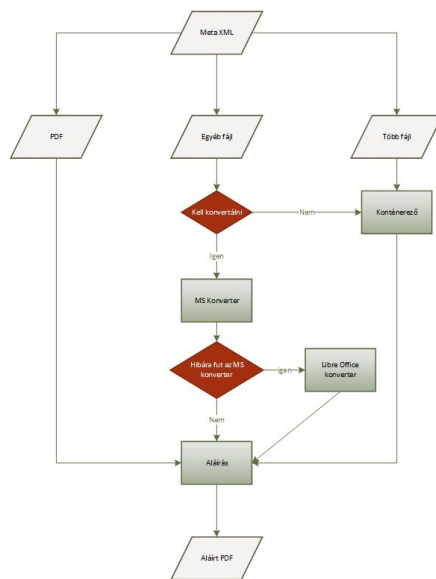 Meta XML
PDF
Egyéb fájl
Több fájl
Kell konvertálni
Nem
Konténerező
Igen
MS Konverter
Hibára fut az MS
konverter
igen
Libre Office
konverter
Nem
Aláírás
Aláírt PDF